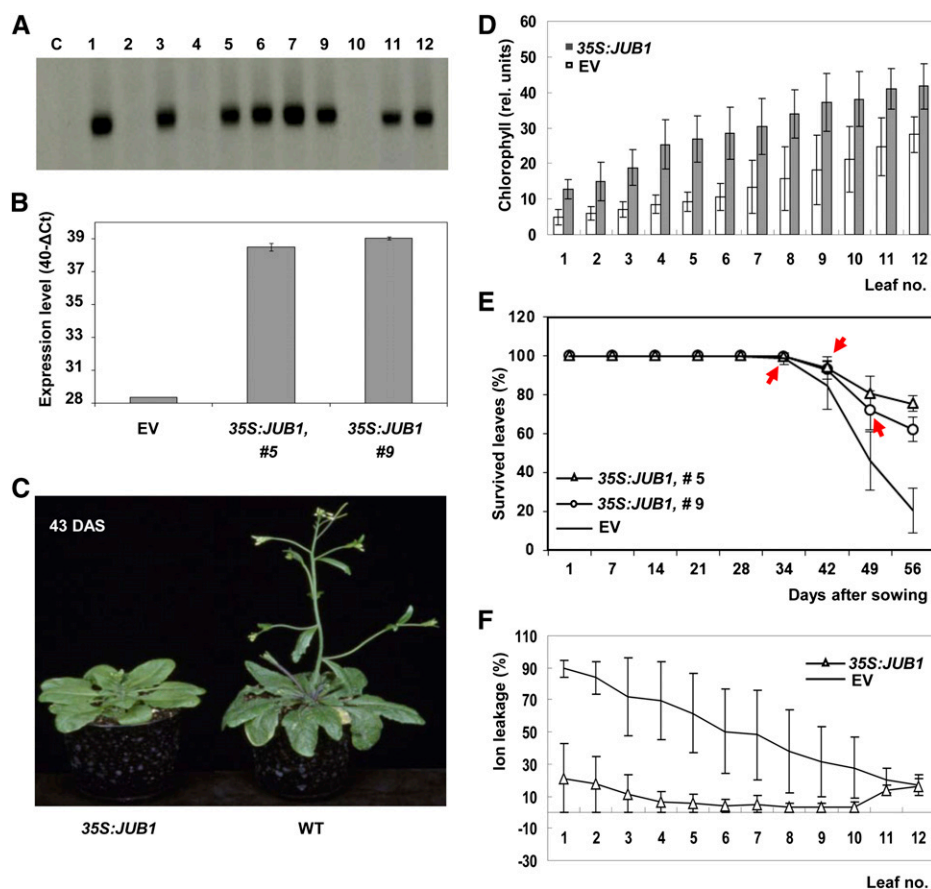 A
C 1 2 3 4 5 6 7 9 10 11 12
B
Expression level (40-ΔCt)
39
37
35
33
31
28
EV 35S:JUB1, 35S:JUB1
#5 #9
C
43 DAS
35S:JUB1 WT
D
35S:JUB1
EV
Chlorophyll (rel. units)
60
50
40
30
20
10
0
1 2 3 4 5 6 7 8 9 10 11 12
Leaf no.
E
Survived leaves (%)
120
100
80
60
40
20
0
35S:JUB1, # 5
35S:JUB1, # 9
EV
1 7 14 21 28 34 42 49 56
Days after sowing
F
Ion leakage (%)
110
90
70
50
30
10
-10
-30
35S:JUB1
EV
1 2 3 4 5 6 7 8 9 10 11 12
Leaf no.